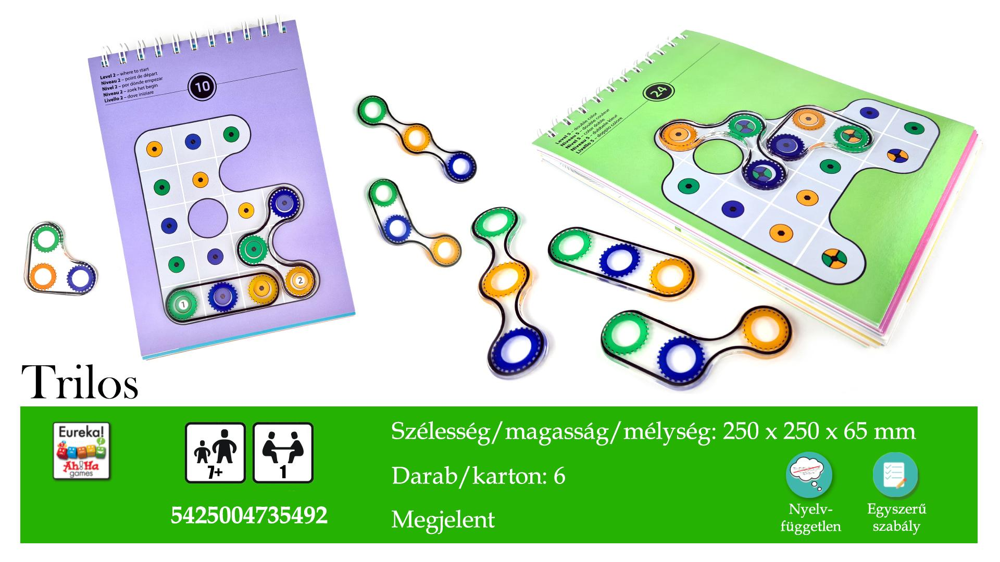 Level 2 – where to start
Niveau 2 – point de départ
Nivel 2 – por dónde empezar
Niveau 2 – zoek het begin
Livello 2 – dove iniziare
10
1
2
24
Level 5 – double color
Niveau 5 – double couleur
Nivel 5 – color doble
Niveau 5 – dubbele kleur
Livello 5 – doppio colore
Trilos
Eureka!
Ah!Ha
games
7+
1
5425004735492
Szélesség/magasság/mélység: 250 x 250 x 65 mm
Darab/karton: 6
Megjelent
Nyelv-
független
Egyszerű
szabály